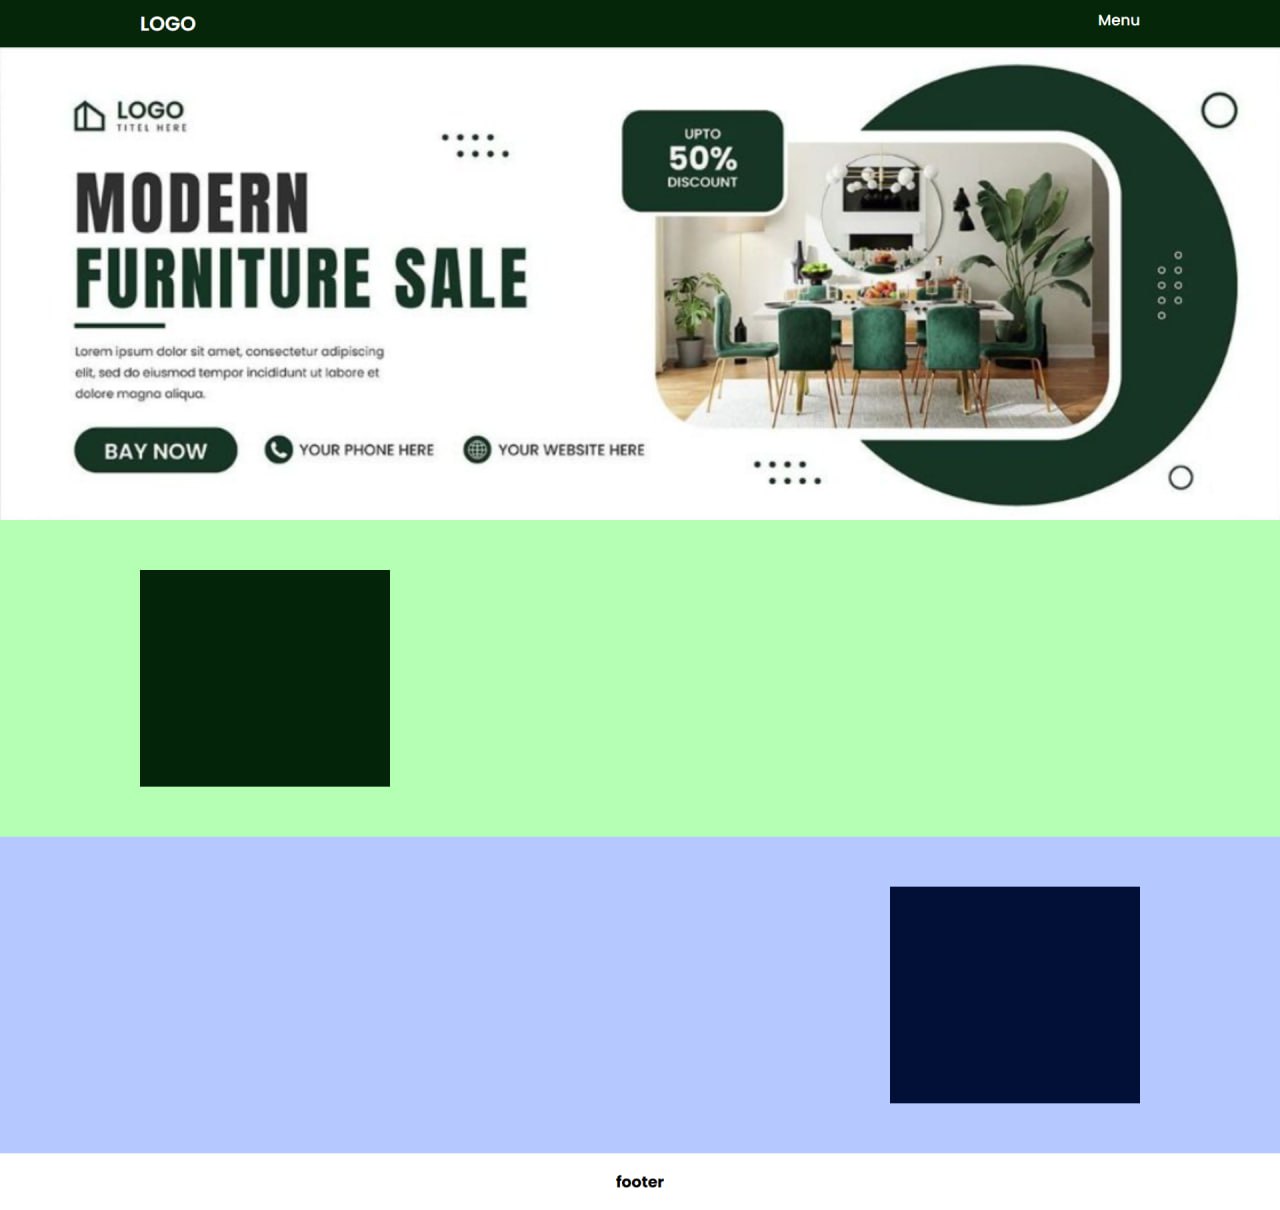 LOGO
Menu
LOGO
TITEL HERE
UPTO
50%
DISCOUNT
MODERN
FURNITURE SALE
Lorem ipsum dolor sit amet, consectetur adipiscing
elit, sed do eiusmod tempor incididunt ut labore et
dolore magna aliqua.
BAY NOW
YOUR PHONE HERE
YOUR WEBSITE HERE
footer